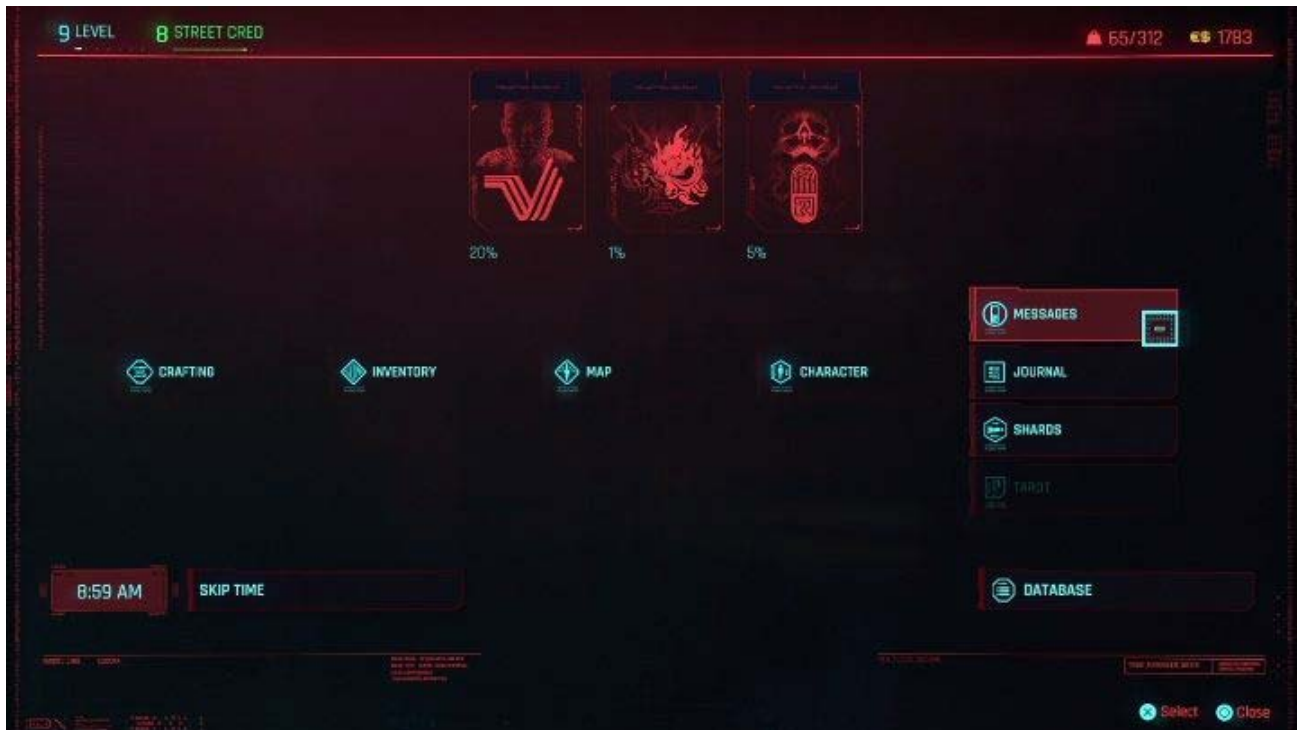 9 LEVEL
8 STREET CRED
65/312
€$ 1783
20%
1%
5%
MESSAGES
CRAFTING
INVENTORY
MAP
CHARACTER
JOURNAL
SHARDS
TAROT
8:59 AM
SKIP TIME
DATABASE
Select
Close